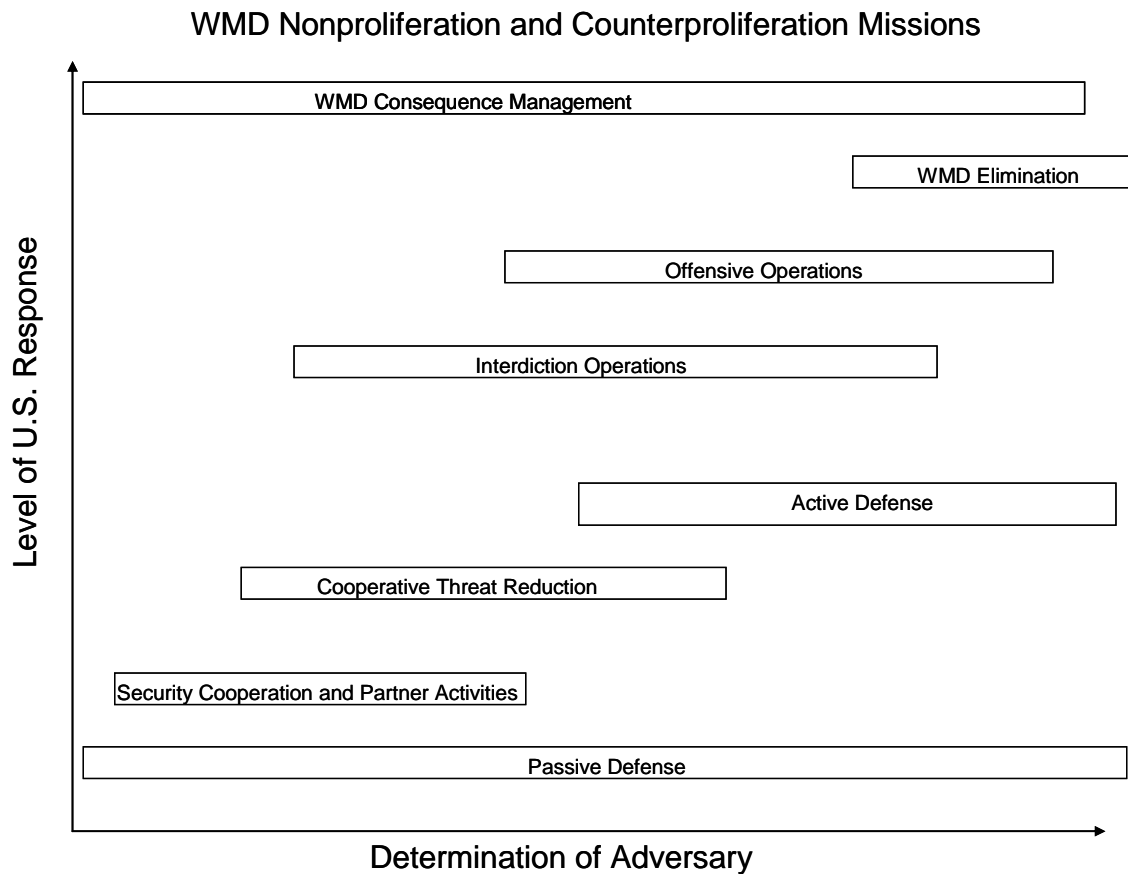 WMD Nonproliferation and Counterproliferation Missions
WMD Consequence Management
WMD Elimination
Offensive Operations
Interdiction Operations
Active Defense
Cooperative Threat Reduction
Security Cooperation and Partner Activities
Passive Defense
Level of U.S. Response
Determination of Adversary